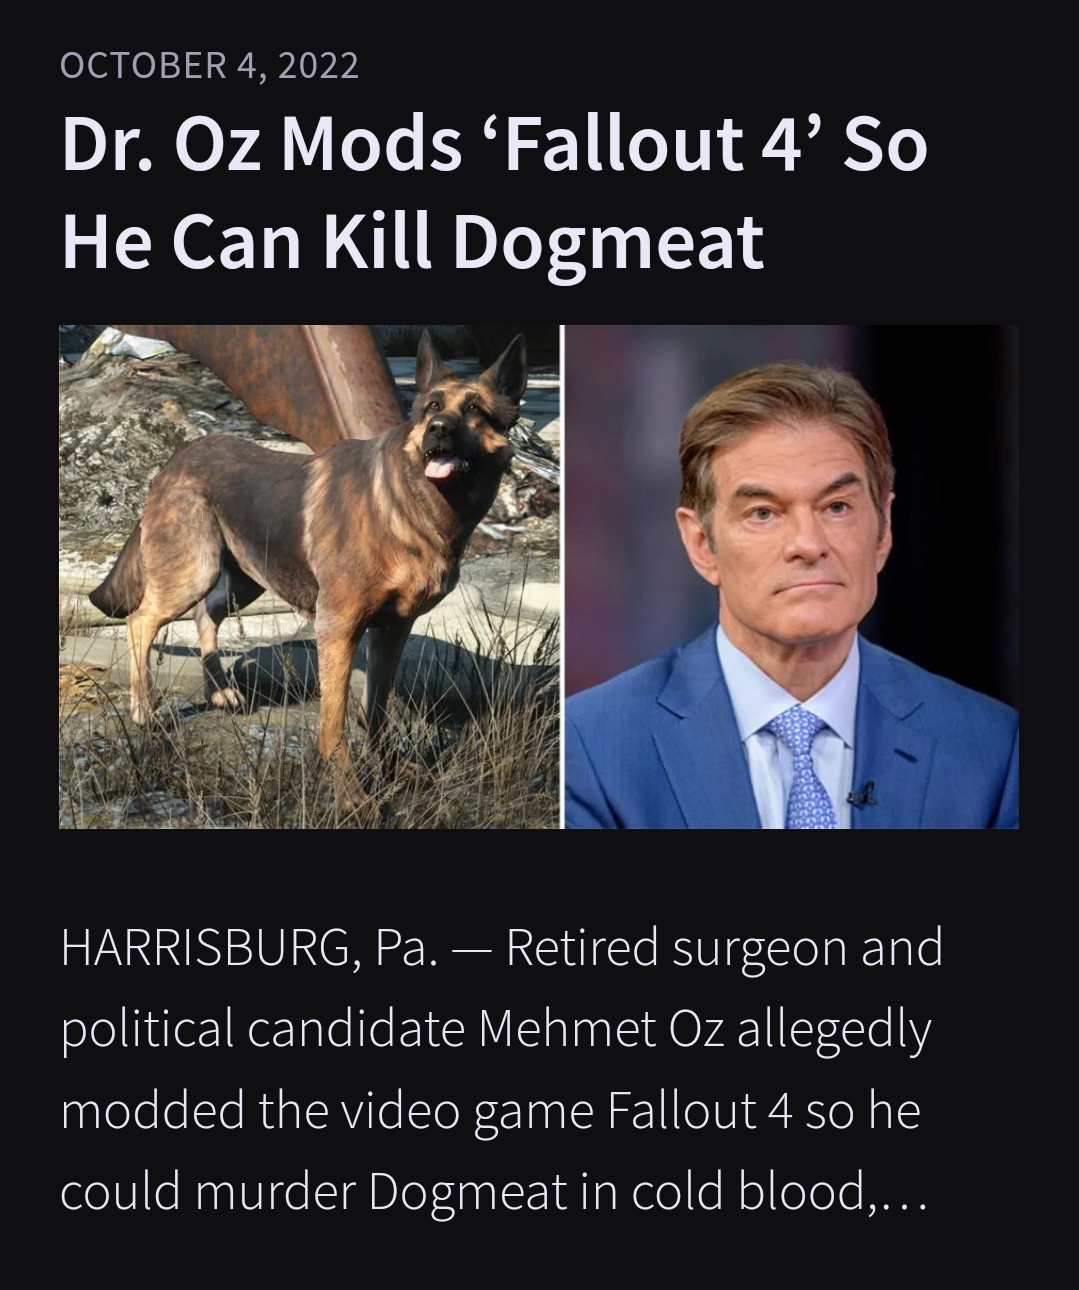 OCTOBER 4, 2022
Dr. Oz Mods ‘Fallout 4’ So
He Can Kill Dogmeat
HARRISBURG, Pa. — Retired surgeon and
political candidate Mehmet Oz allegedly
modded the video game Fallout 4 so he
could murder Dogmeat in cold blood,…